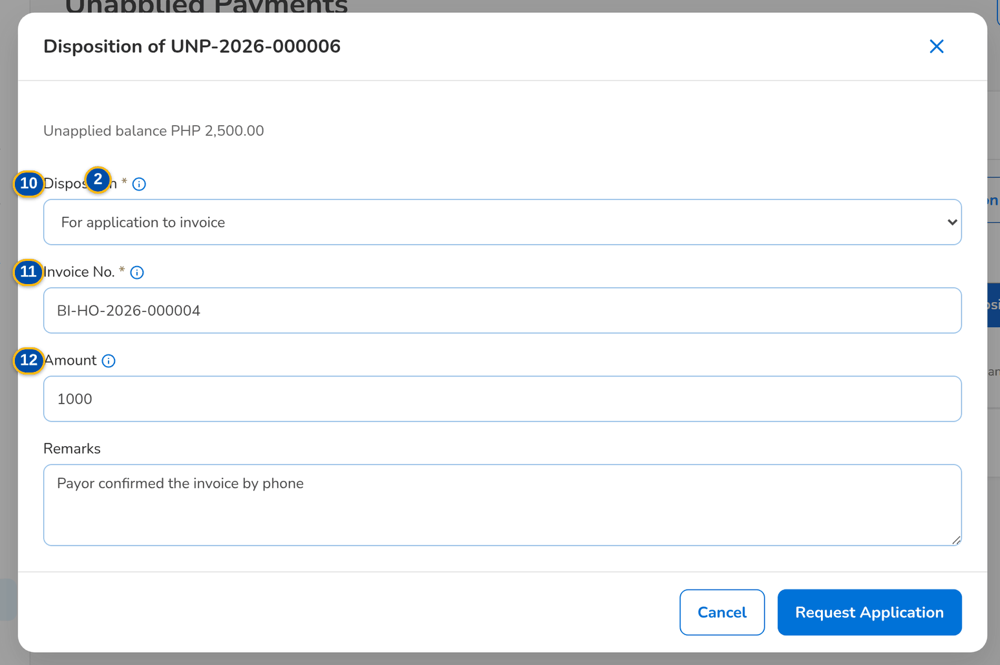 Unapplied Payments
Disposition of UNP-2026-000006
Unapplied balance PHP 2,500.00
10 2 *
For application to invoice
11 Invoice No. *
BI-HO-2026-000004
12 Amount
1000
Remarks
Payor confirmed the invoice by phone
Cancel
Request Application